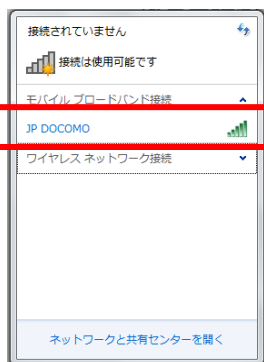 接続されていません
接続は使用可能です
モバイル ブロードバンド接続
JP DOCOMO
ワイヤレス ネットワーク接続
ネットワークと共有センターを開く